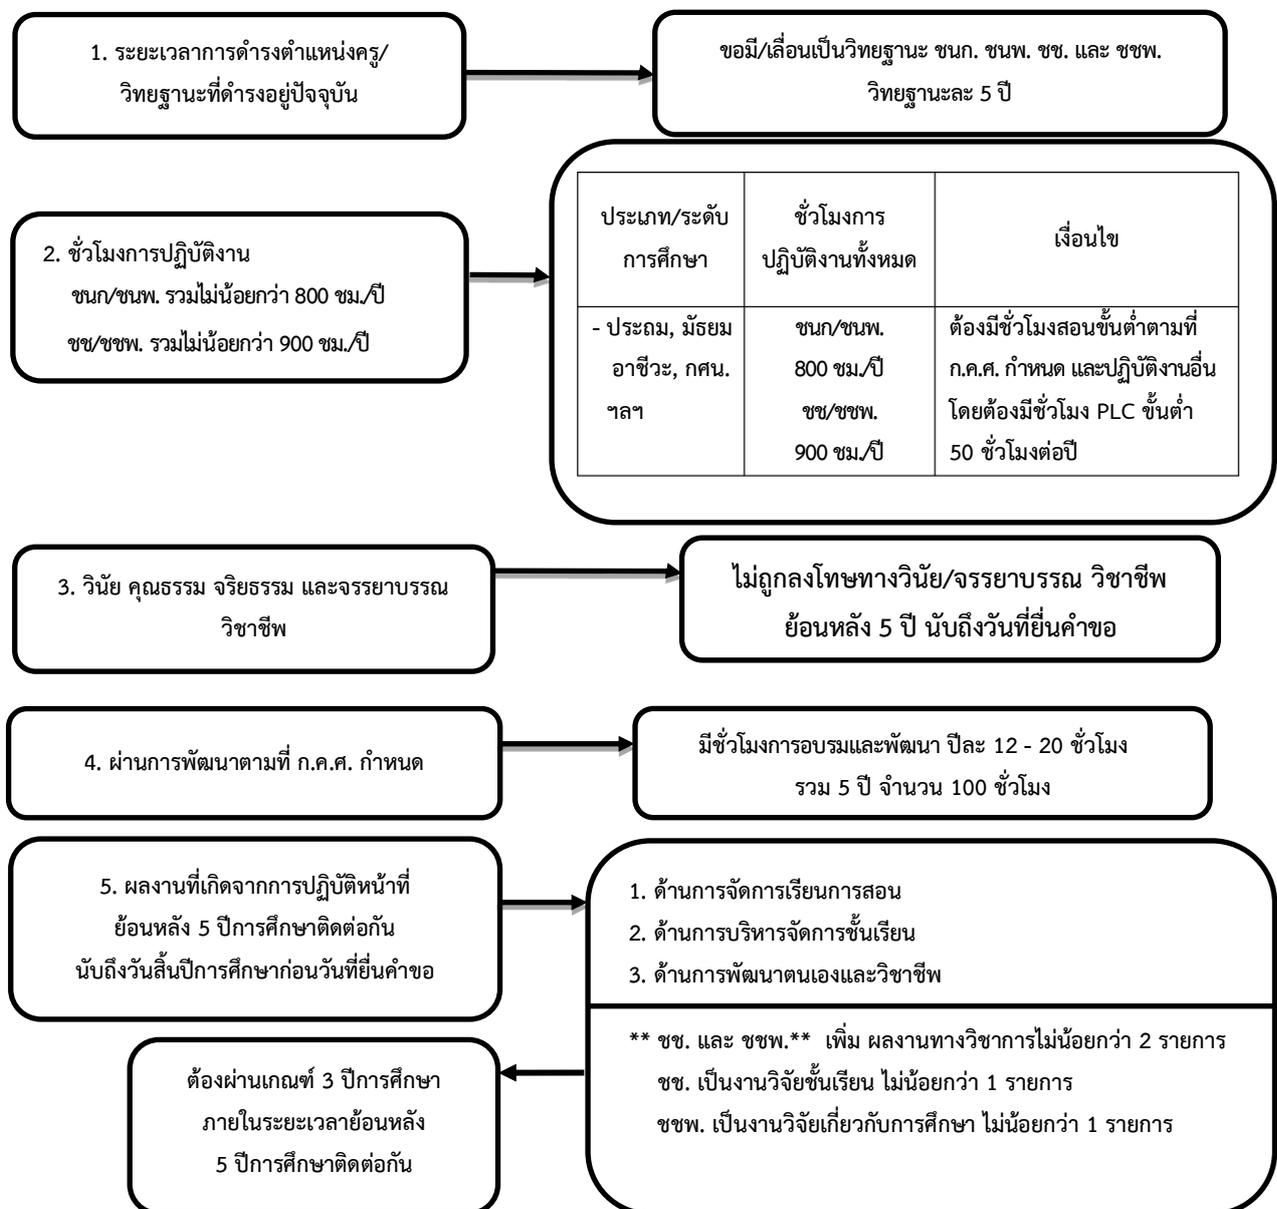 1. ระยะเวลาการดำรงตำแหน่งครู/
วิทยฐานะที่ดำรงอยู่ปัจจุบัน
ขอมี/เลื่อนเป็นวิทยฐานะ ชนก. ชนพ. ชช. และ ชชพ.
วิทยฐานะละ 5 ปี
2. ชั่วโมงการปฏิบัติงาน
ชนก/ชนพ. รวมไม่น้อยกว่า 800 ชม./ปี
ชช/ชชพ. รวมไม่น้อยกว่า 900 ชม./ปี
ประเภท/ระดับ
การศึกษา
ชั่วโมงการ
ปฏิบัติงานทั้งหมด
เงื่อนไข
- ประถม, มัธยม
อาชีวะ, กศน.
ฯลฯ
ชนก/ชนพ.
800 ชม./ปี
ชช/ชชพ.
900 ชม./ปี
ต้องมีชั่วโมงสอนขั้นต่ำตามที่
ก.ค.ศ. กำหนด และปฏิบัติงานอื่น
โดยต้องมีชั่วโมง PLC ขั้นต่ำ
50 ชั่วโมงต่อปี
3. วินัย คุณธรรม จริยธรรม และจรรยาบรรณ
วิชาชีพ
ไม่ถูกลงโทษทางวินัย/จรรยาบรรณ วิชาชีพ
ย้อนหลัง 5 ปี นับถึงวันที่ยื่นคำขอ
4. ผ่านการพัฒนาตามที่ ก.ค.ศ. กำหนด
มีชั่วโมงการอบรมและพัฒนา ปีละ 12 - 20 ชั่วโมง
รวม 5 ปี จำนวน 100 ชั่วโมง
5. ผลงานที่เกิดจากการปฏิบัติหน้าที่
ย้อนหลัง 5 ปีการศึกษาติดต่อกัน
นับถึงวันสิ้นปีการศึกษาก่อนวันที่ยื่นคำขอ
1. ด้านการจัดการเรียนการสอน
2. ด้านการบริหารจัดการชั้นเรียน
3. ด้านการพัฒนาตนเองและวิชาชีพ
** ชช. และ ชชพ.** เพิ่ม ผลงานทางวิชาการไม่น้อยกว่า 2 รายการ
ชช. เป็นงานวิจัยชั้นเรียน ไม่น้อยกว่า 1 รายการ
ชชพ. เป็นงานวิจัยเกี่ยวกับการศึกษา ไม่น้อยกว่า 1 รายการ
ต้องผ่านเกณฑ์ 3 ปีการศึกษา
ภายในระยะเวลาย้อนหลัง
5 ปีการศึกษาติดต่อกัน